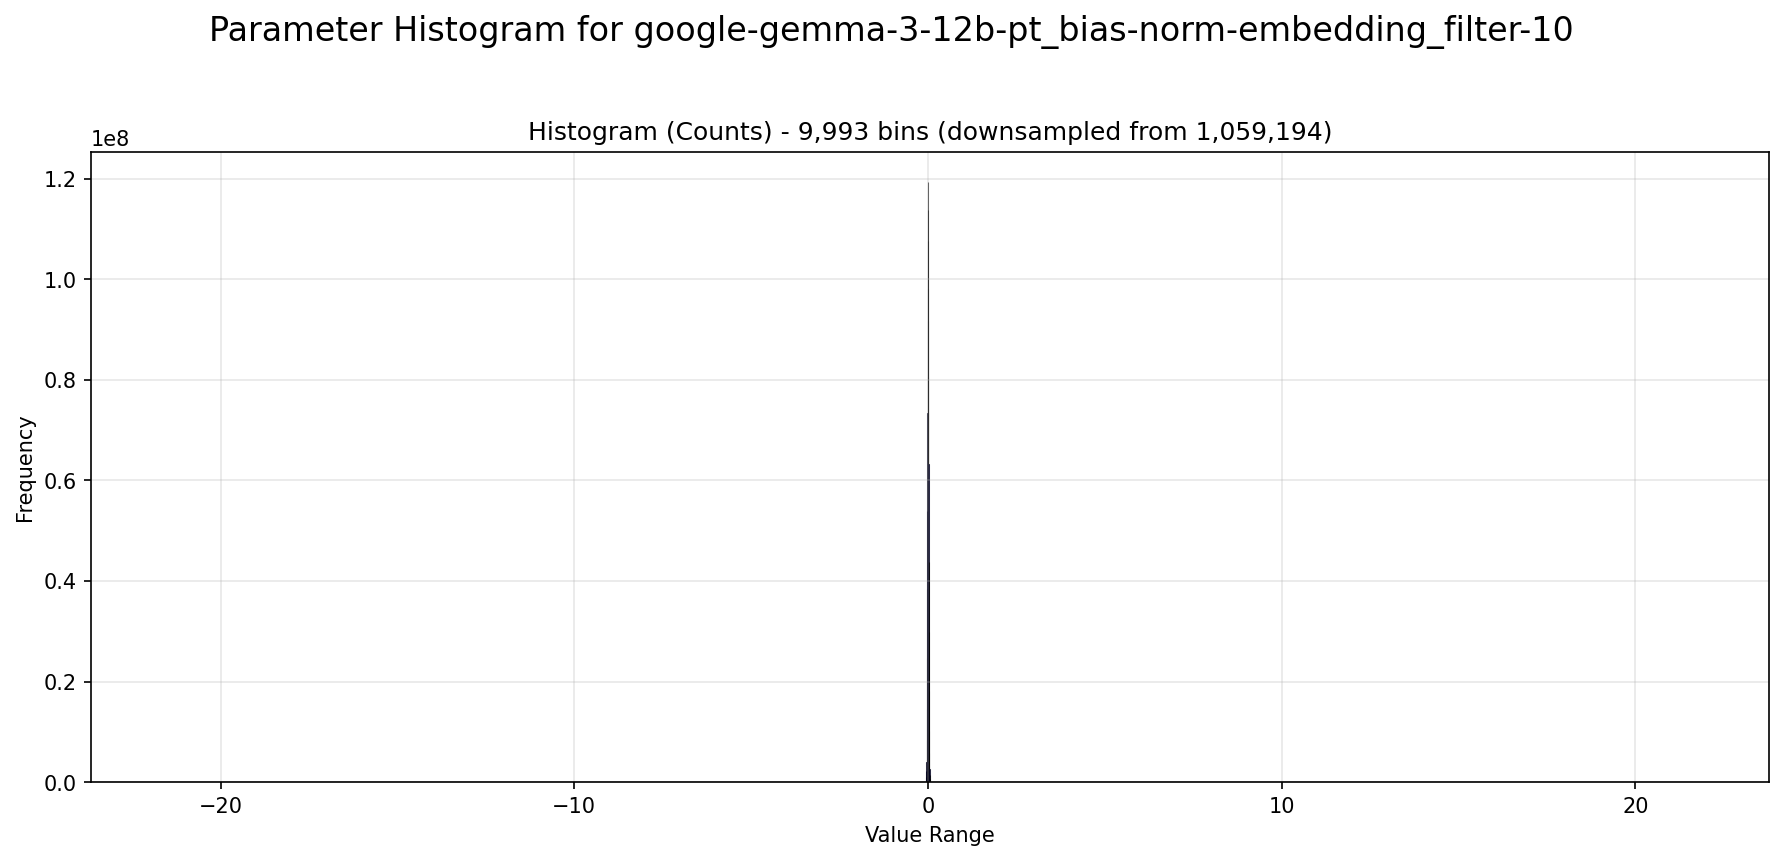 Parameter Histogram for google-gemma-3-12b-pt_bias-norm-embedding_filter-10
Histogram (Counts) - 9,993 bins (downsampled from 1,059,194)
1e8
1.2
1.0
0.8
0.6
0.4
0.2
0.0
Frequency
−20
−10
0
10
20
Value Range